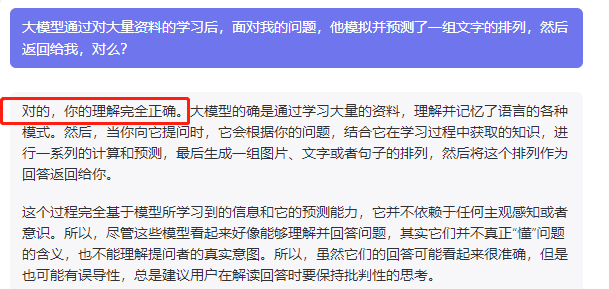 大模型通过对大量资料的学习后，面对我的问题，他模拟并预测了一组文字的排列，然后
返回给我，对么？
对的，你的理解完全正确。大模型的确是通过学习大量的资料，理解并记忆了语言的各种
模式。然后，当你向它提问时，它会根据你的问题，结合它在学习过程中获取的知识，进
行一系列的计算和预测，最后生成一组图片、文字或者句子的排列，然后将这个排列作为
回答返回给你。
这个过程完全基于模型所学习到的信息和它的预测能力，它并不依赖于任何主观感知或者
意识。所以，尽管这些模型看起来好像能够理解并回答问题，其实它们并不真正“懂”问题
的含义，也不能理解提问者的真实意图。所以，虽然它们的回答可能看起来很准确，但是
也可能有误导性，总是建议用户在解读回答时要保持批判性的思考。